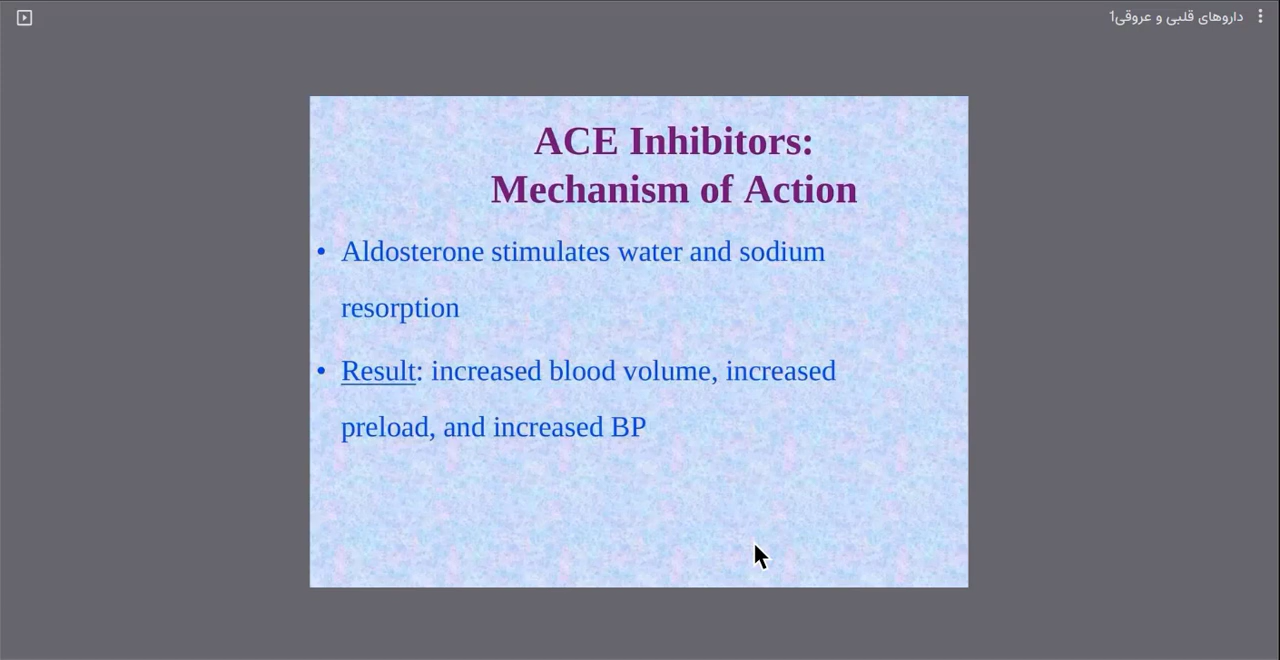 داروهای قلبی و عروقی1
ACE Inhibitors:
Mechanism of Action
• Aldosterone stimulates water and sodium
resorption
• Result: increased blood volume, increased
preload, and increased BP